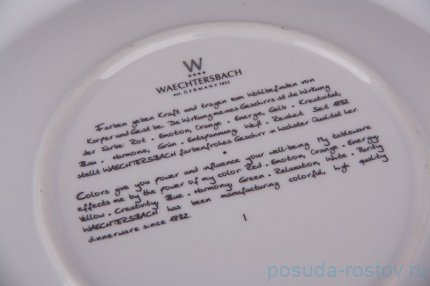 W
WAECHTERSBACH
GERMANY 1832
Farben geben Kraft und tragen zum Wohlbefinden von
Körper und Geist bei. Die Wirkung meines Geschirrs ist die Wirkung
der Farbe: Rot - Emotion, Orange - Energie, Gelb - Kreativität,
Blau - Harmonie, Grün - Entspannung, Weiß - Reinheit. Seit 1832
stellt WAECHTERSBACH farbenfrohes Geschirr in höchster Qualität her.
Colors give you power and influence your well-being. My tableware
effects me by the power of my color: Red - Emotion, Orange - Energy
Yellow - Creativity, Blue - Harmony, Green - Relaxation, White - Purity
WAECHTERSBACH has been manufacturing colorful, high quality
dinnerware since 1832.
posuda-rostov.ru